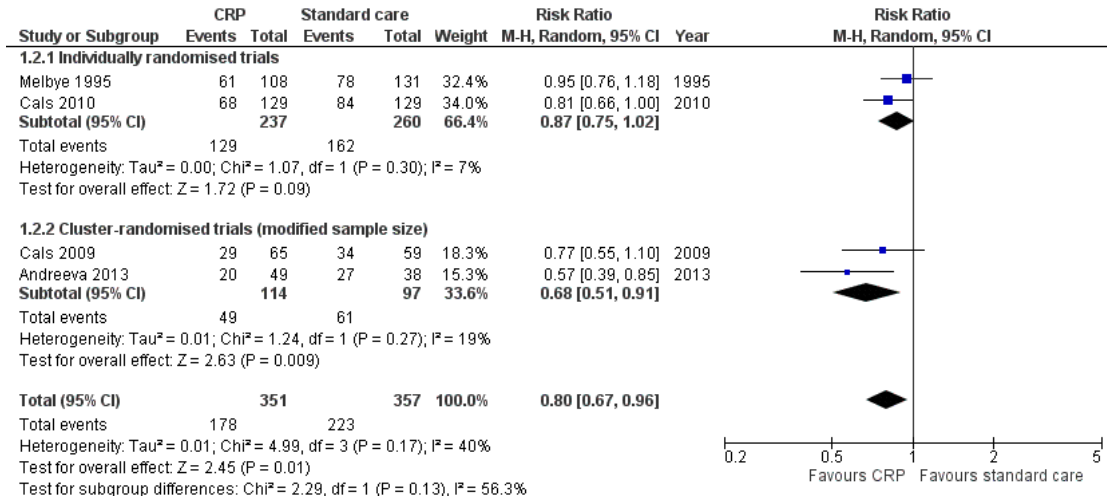 CRP Standard care Risk Ratio Risk Ratio
Study or Subgroup Events Total Events Total Weight M-H, Random, 95% CI Year M-H, Random, 95% CI
1.2.1 Individually randomised trials
Melbye 1995 61 108 78 131 32.4% 0.95 [0.76, 1.18] 1995
Cals 2010 68 129 84 129 34.0% 0.81 [0.66, 1.00] 2010
Subtotal (95% CI) 237 260 66.4% 0.87 [0.75, 1.02]
Total events 129 162
Heterogeneity: Tau² = 0.00; Chi² = 1.07, df = 1 (P = 0.30); I² = 7%
Test for overall effect: Z = 1.72 (P = 0.09)
1.2.2 Cluster-randomised trials (modified sample size)
Cals 2009 29 65 34 59 18.3% 0.77 [0.55, 1.10] 2009
Andreeva 2013 20 49 27 38 15.3% 0.57 [0.39, 0.85] 2013
Subtotal (95% CI) 114 97 33.6% 0.68 [0.51, 0.91]
Total events 49 61
Heterogeneity: Tau² = 0.01; Chi² = 1.24, df = 1 (P = 0.27); I² = 19%
Test for overall effect: Z = 2.63 (P = 0.009)
Total (95% CI) 351 357 100.0% 0.80 [0.67, 0.96]
Total events 178 223
Heterogeneity: Tau² = 0.01; Chi² = 4.99, df = 3 (P = 0.17); I² = 40%
Test for overall effect: Z = 2.45 (P = 0.01)
Test for subgroup differences: Chi² = 2.29, df = 1 (P = 0.13), I² = 56.3%
0.2 0.5 1 2 5
Favours CRP Favours standard care